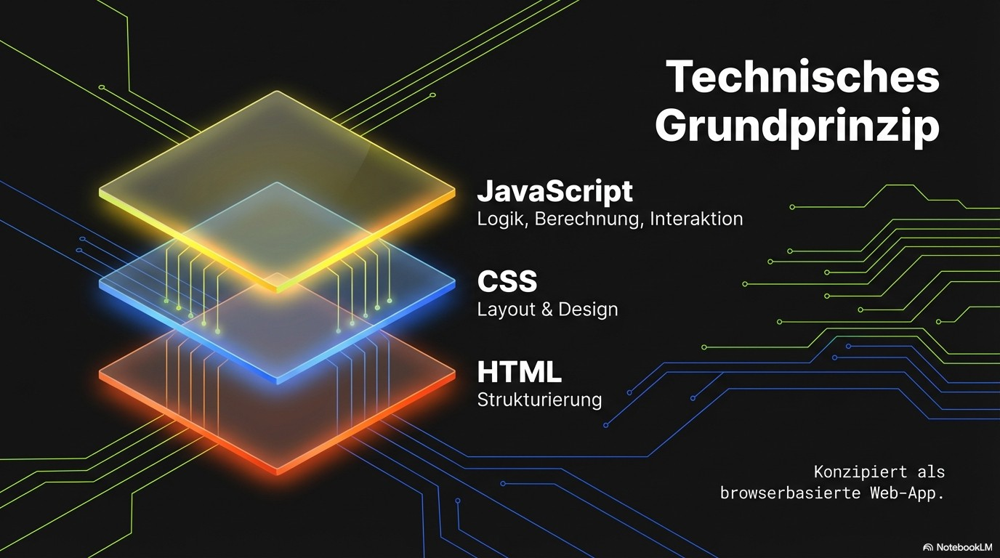 Technisches
Grundprinzip
JavaScript
Logik, Berechnung, Interaktion
CSS
Layout & Design
HTML
Strukturierung
Konzipiert als
browserbasierte Web-App.
NotebookLM